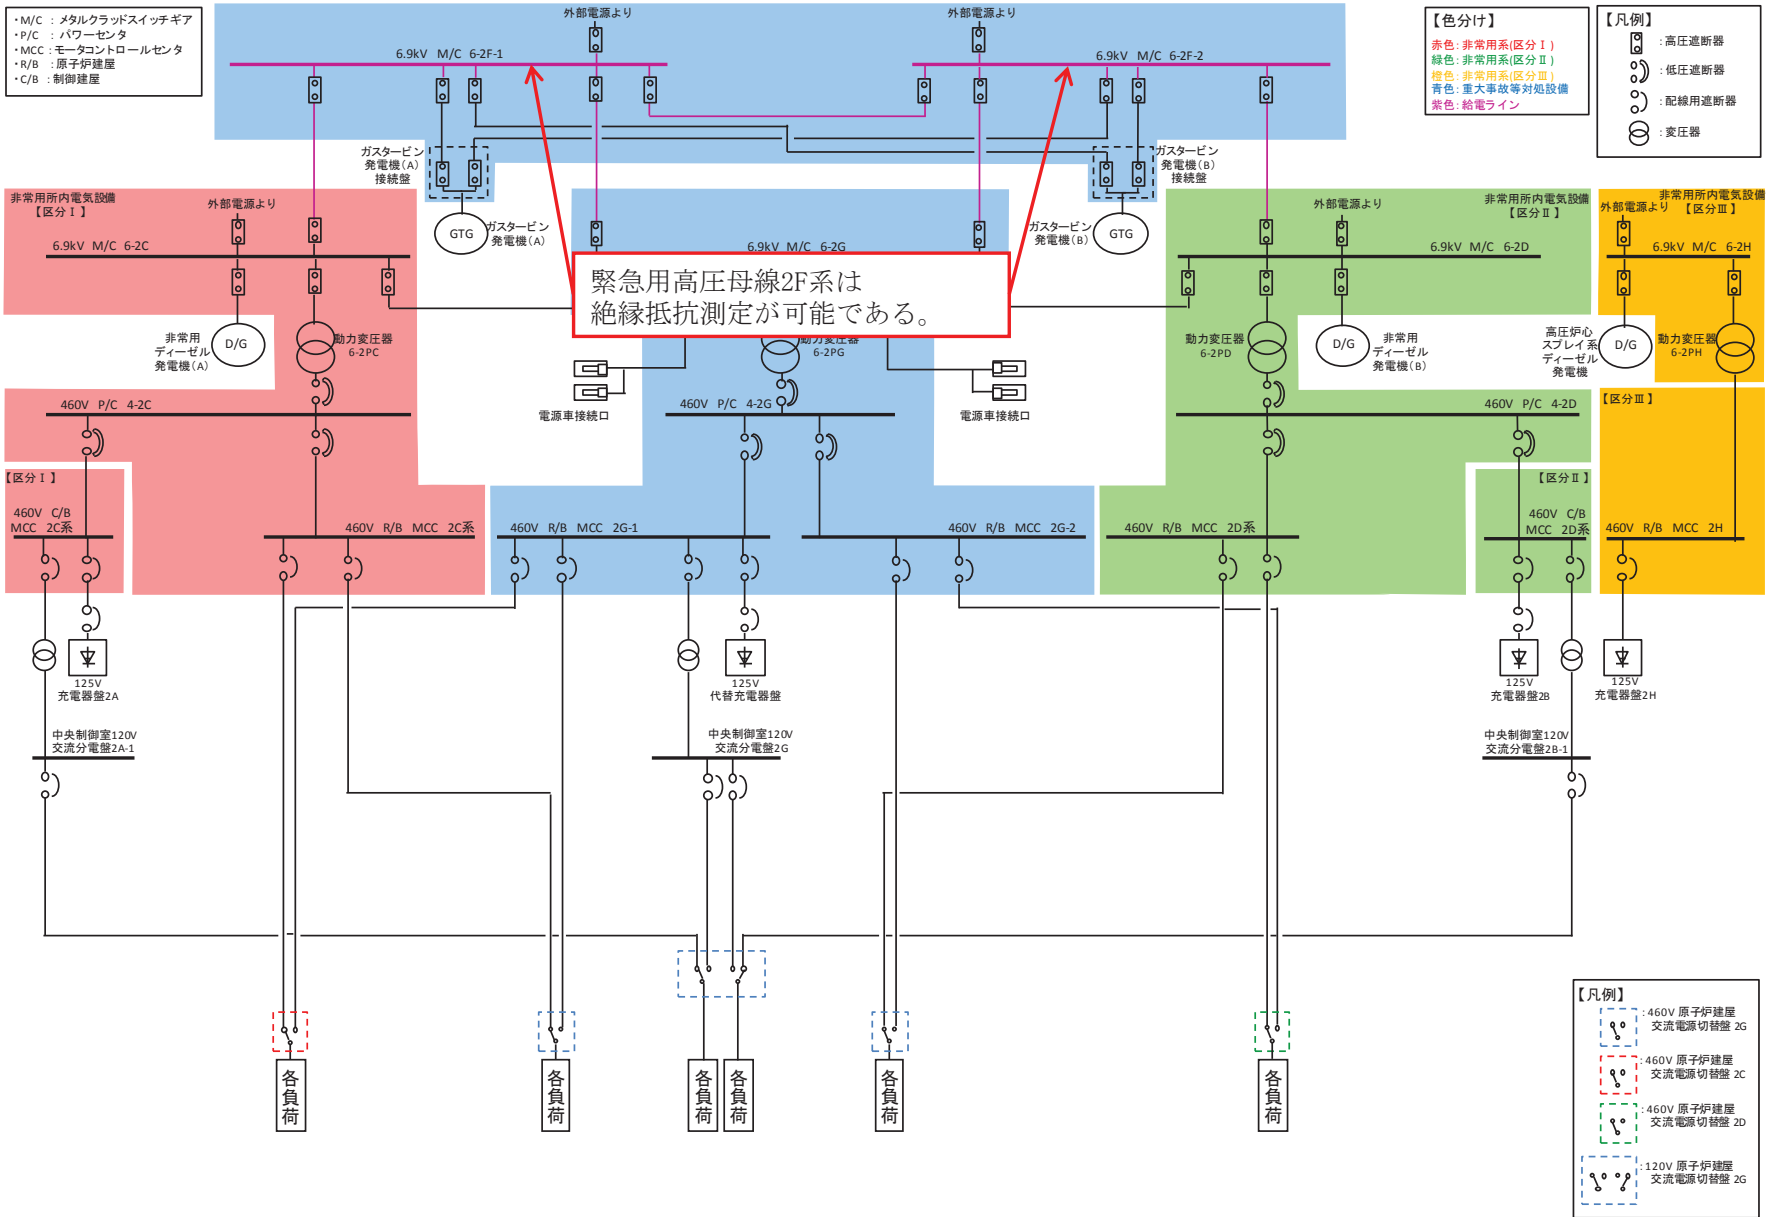 ・M/C : メタルクラッドスイッチギア
・P/C : パワーセンタ
・MCC : モータコントロールセンタ
・R/B : 原子炉建屋
・C/B : 制御建屋
外部電源より
外部電源より
6.9kV M/C 6-2F-1
6.9kV M/C 6-2F-2
【色分け】
赤色 : 非常用系(区分Ⅰ)
緑色 : 非常用系(区分Ⅱ)
橙色 : 非常用系(区分Ⅲ)
青色 : 重大事故等対処設備
紫色 : 給電ライン
【凡例】
: 高圧遮断器
: 低圧遮断器
: 配線用遮断器
: 変圧器
ガスタービン
発電機(A)
接続盤
ガスタービン
発電機(B)
接続盤
GTG
ガスタービン
発電機(A)
ガスタービン
発電機(B)
GTG
非常用所内電気設備
【区分Ⅰ】
外部電源より
6.9kV M/C 6-2C
6.9kV M/C 6-2G
外部電源より
非常用所内電気設備
【区分Ⅱ】
6.9kV M/C 6-2D
非常用所内電気設備
外部電源より
【区分Ⅲ】
6.9kV M/C 6-2H
緊急用高圧母線2F系は
絶縁抵抗測定が可能である。
非常用
ディーゼル
発電機(A)
D/G
動力変圧器
6-2PC
動力変圧器
6-2PG
動力変圧器
6-2PD
D/G
非常用
ディーゼル
発電機(B)
高圧炉心
スプレイ系
ディーゼル
発電機
D/G
動力変圧器
6-2PH
電源車接続口
電源車接続口
460V P/C 4-2C
460V P/C 4-2G
460V P/C 4-2D
【区分Ⅲ】
【区分Ⅰ】
【区分Ⅱ】
460V C/B
MCC 2C系
460V R/B MCC 2C系
460V R/B MCC 2G-1
460V R/B MCC 2G-2
460V R/B MCC 2D系
460V C/B
MCC 2D系
460V R/B MCC 2H
125V
充電器盤2A
125V
代替充電器盤
125V
充電器盤2B
125V
充電器盤2H
中央制御室120V
交流分電盤2A-1
中央制御室120V
交流分電盤2G
中央制御室120V
交流分電盤2B-1
各負荷
各負荷
各負荷
各負荷
各負荷
各負荷
【凡例】
: 460V 原子炉建屋
交流電源切替盤 2G
: 460V 原子炉建屋
交流電源切替盤 2C
: 460V 原子炉建屋
交流電源切替盤 2D
: 120V 原子炉建屋
交流電源切替盤 2G